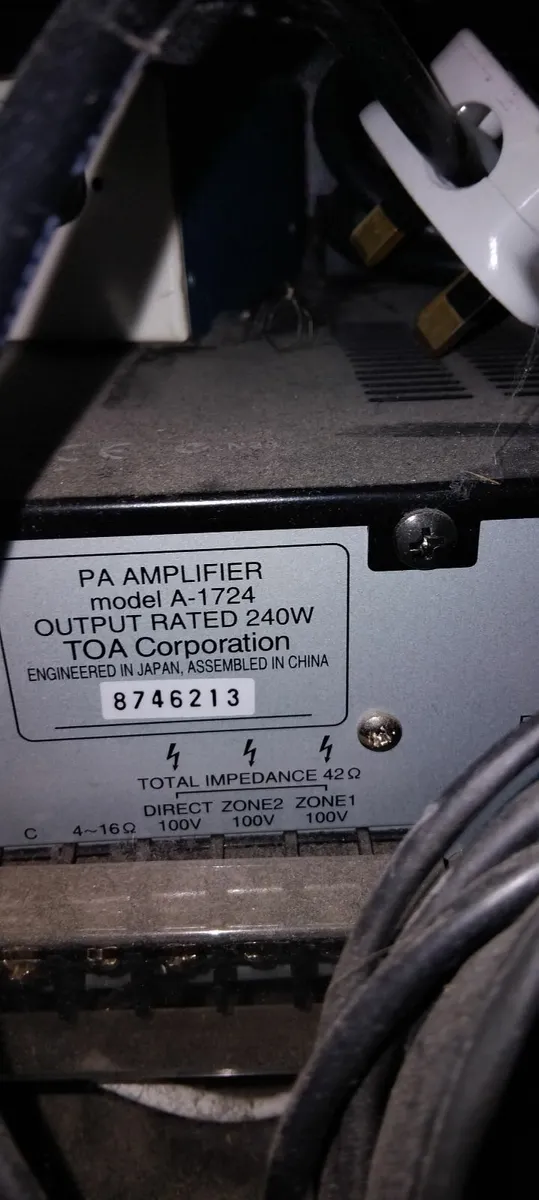 PA AMPLIFIER
model A-1724
OUTPUT RATED 240W
TOA Corporation
ENGINEERED IN JAPAN, ASSEMBLED IN CHINA
8746213
TOTAL IMPEDANCE 42Ω
DIRECT ZONE2 ZONE1
C 4~16Ω 100V 100V 100V